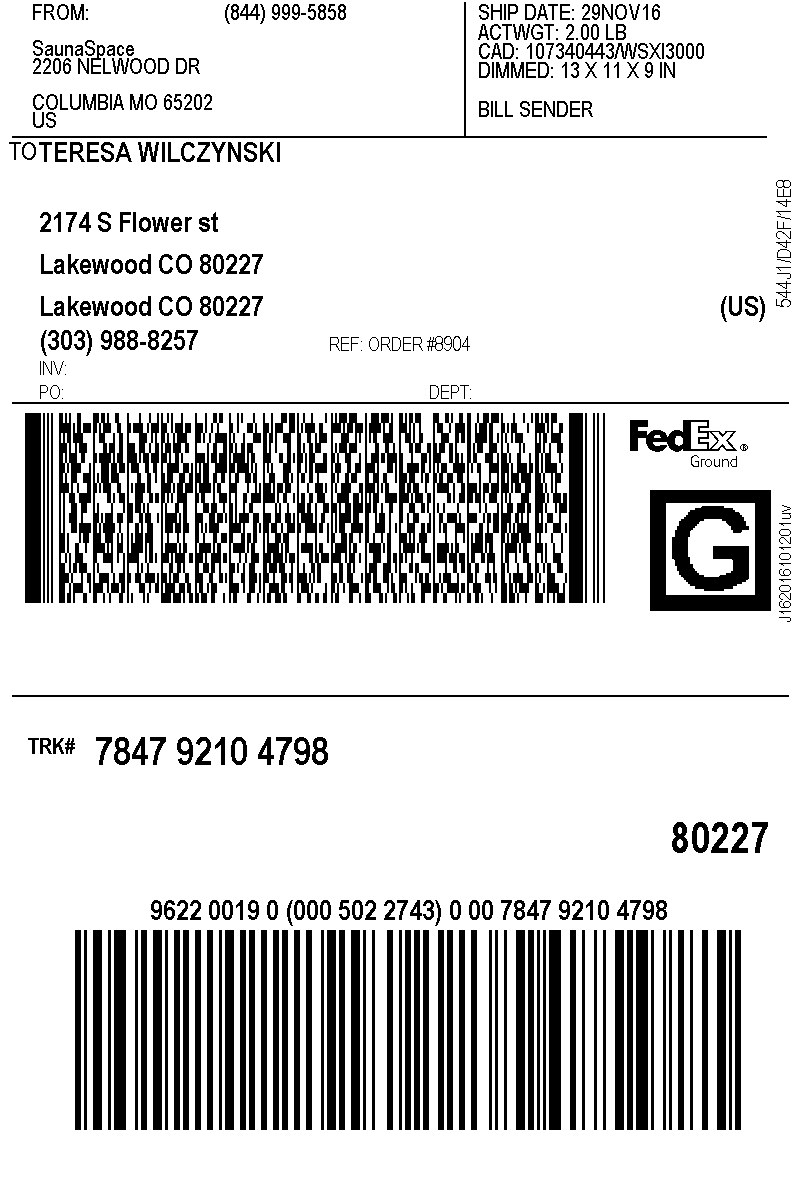 FROM: (844) 999-5858
SaunaSpace
2206 NELWOOD DR
COLUMBIA MO 65202
US
SHIP DATE: 29NOV16
ACTWGT: 2.00 LB
CAD: 107340443/WSXI3000
DIMMED: 13 X 11 X 9 IN
BILL SENDER
TO TERESA WILCZYNSKI
2174 S Flower st
Lakewood CO 80227
Lakewood CO 80227 (US)
(303) 988-8257 REF: ORDER #8904
INV:
PO: DEPT:
544J1/D42F/14E8
FedEx®
Ground
G
J162016101201uv
TRK# 7847 9210 4798
80227
9622 0019 0 (000 502 2743) 0 00 7847 9210 4798